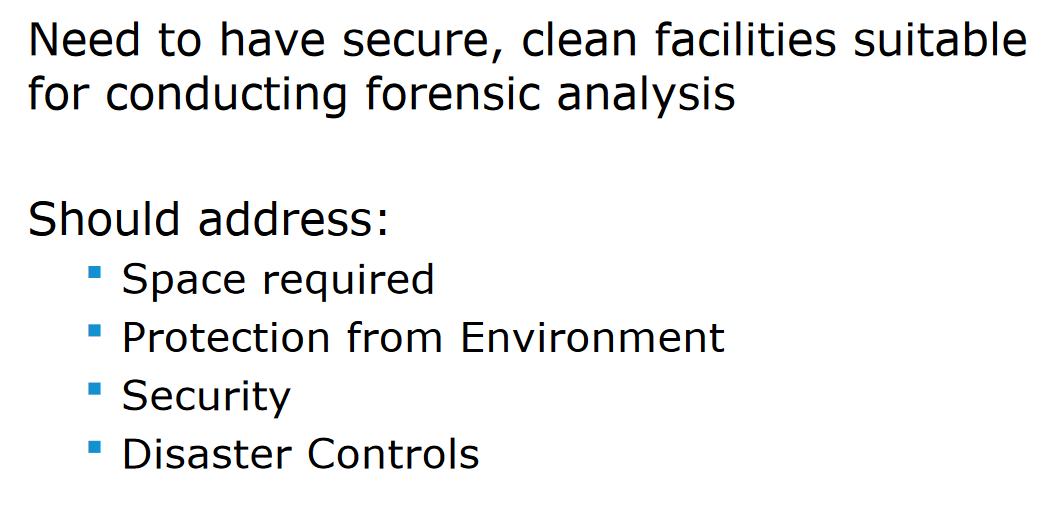 Need to have secure, clean facilities suitable
for conducting forensic analysis
Should address:
▪ Space required
▪ Protection from Environment
▪ Security
▪ Disaster Controls